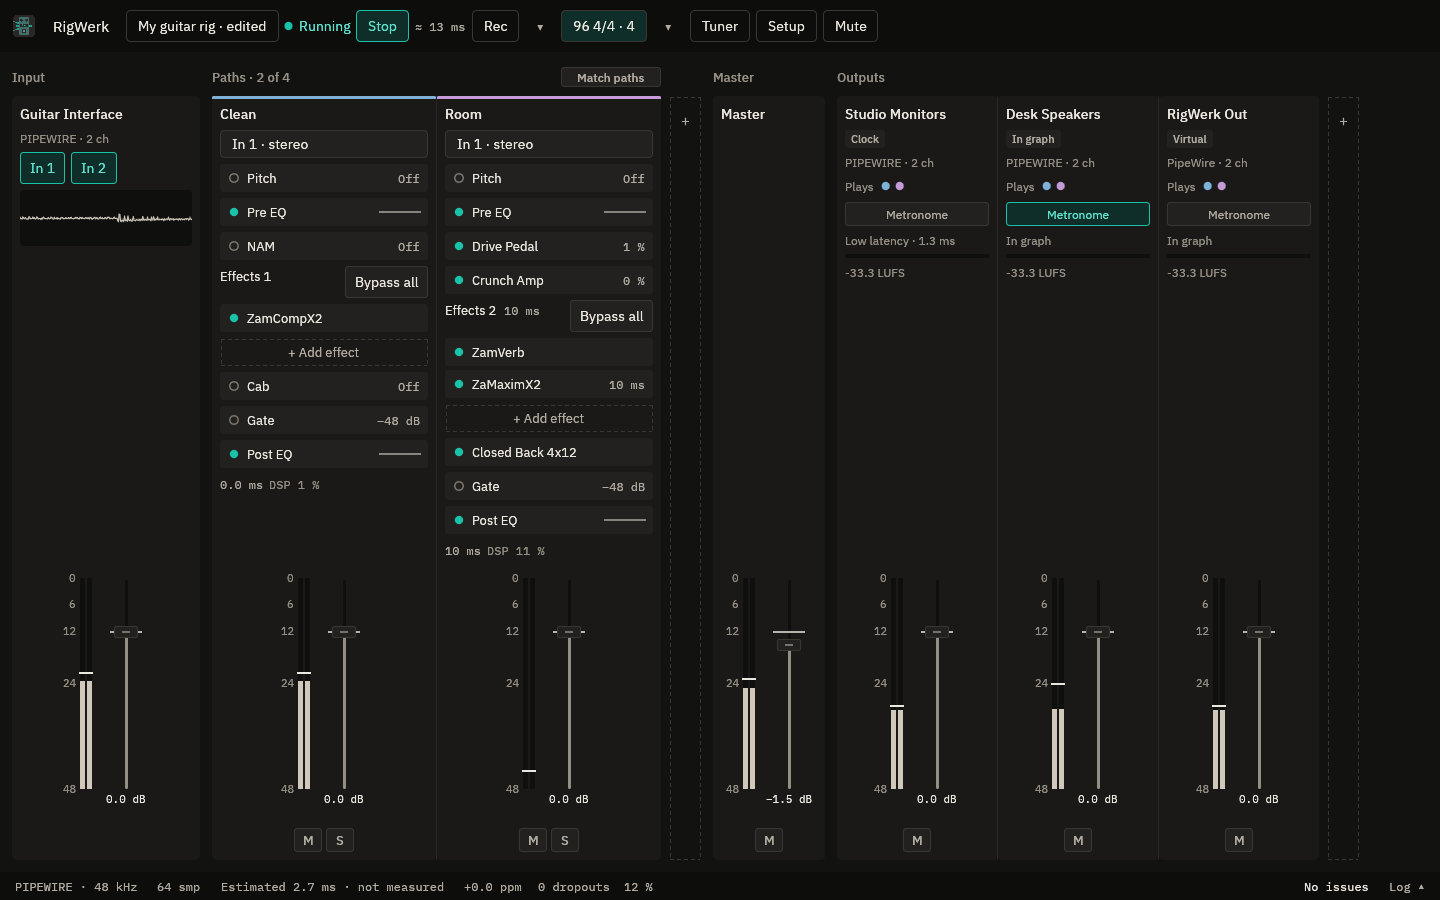 RigWerk
My guitar rig · edited
Running
Stop
≈ 13 ms
Rec
▼
96 4/4 · 4
▼
Tuner
Setup
Mute
Input
Paths · 2 of 4
Match paths
Master
Outputs
Guitar Interface
PIPEWIRE · 2 ch
In 1
In 2
0
6
12
24
48
0.0 dB
Clean
In 1 · stereo
Pitch Off
Pre EQ
NAM Off
Effects 1
Bypass all
ZamCompX2
+ Add effect
Cab Off
Gate −48 dB
Post EQ
0.0 ms DSP 1 %
0
6
12
24
48
0.0 dB
M S
Room
In 1 · stereo
Pitch Off
Pre EQ
Drive Pedal 1 %
Crunch Amp 0 %
Effects 2 10 ms
Bypass all
ZamVerb
ZaMaximX2 10 ms
+ Add effect
Closed Back 4x12
Gate −48 dB
Post EQ
10 ms DSP 11 %
0
6
12
24
48
0.0 dB
M S
+
Master
0
6
12
24
48
−1.5 dB
M
Studio Monitors
Clock
PIPEWIRE · 2 ch
Plays
Metronome
Low latency · 1.3 ms
-33.3 LUFS
0
6
12
24
48
0.0 dB
M
Desk Speakers
In graph
PIPEWIRE · 2 ch
Plays
Metronome
In graph
-33.3 LUFS
0
6
12
24
48
0.0 dB
M
RigWerk Out
Virtual
PipeWire · 2 ch
Plays
Metronome
In graph
-33.3 LUFS
0
6
12
24
48
0.0 dB
M
+
PIPEWIRE · 48 kHz 64 smp Estimated 2.7 ms · not measured +0.0 ppm 0 dropouts 12 %
No issues Log ▲